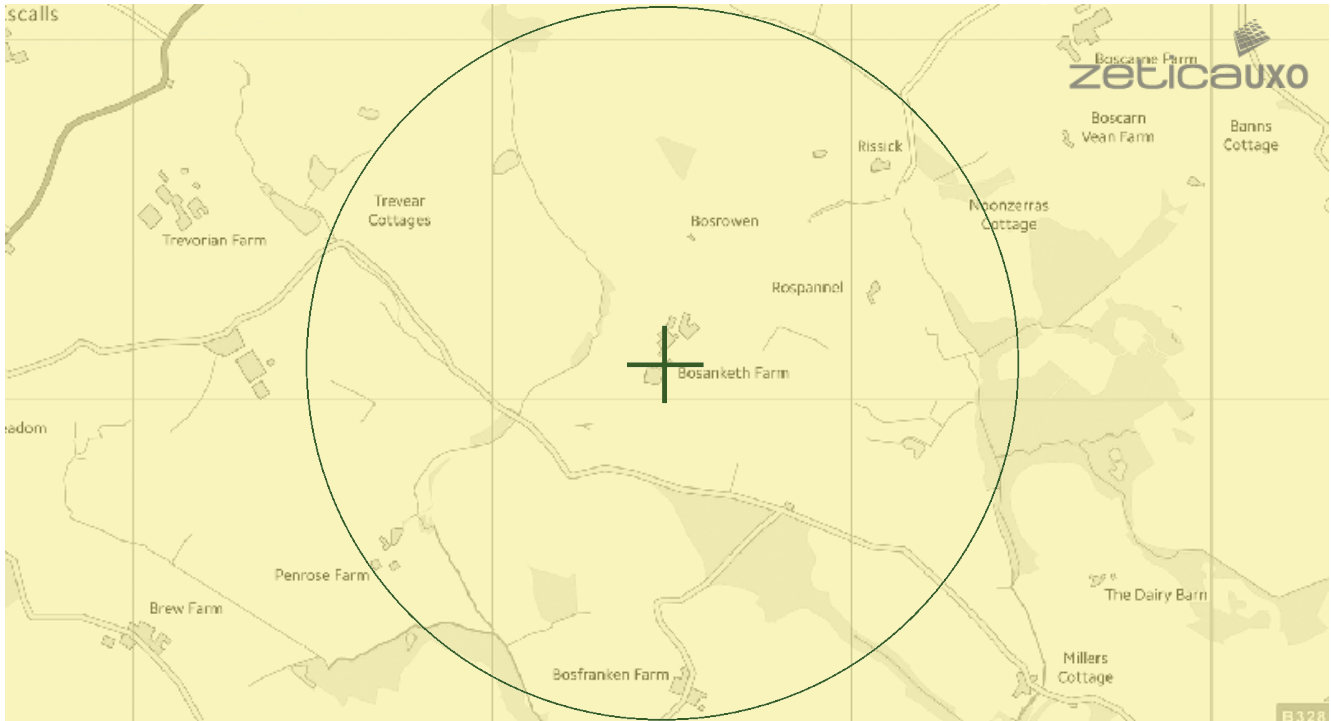 scalls
Boscarne Farm
zeticauxo
Boscarn
Vean Farm
Banns
Cottage
Rissick
Trevear
Cottages
Noonzerras
Cottage
Bosrowen
Trevorian Farm
Rospannel
Bosanketh Farm
eadom
Penrose Farm
The Dairy Barn
Brew Farm
Millers
Cottage
Bosfranken Farm
B328